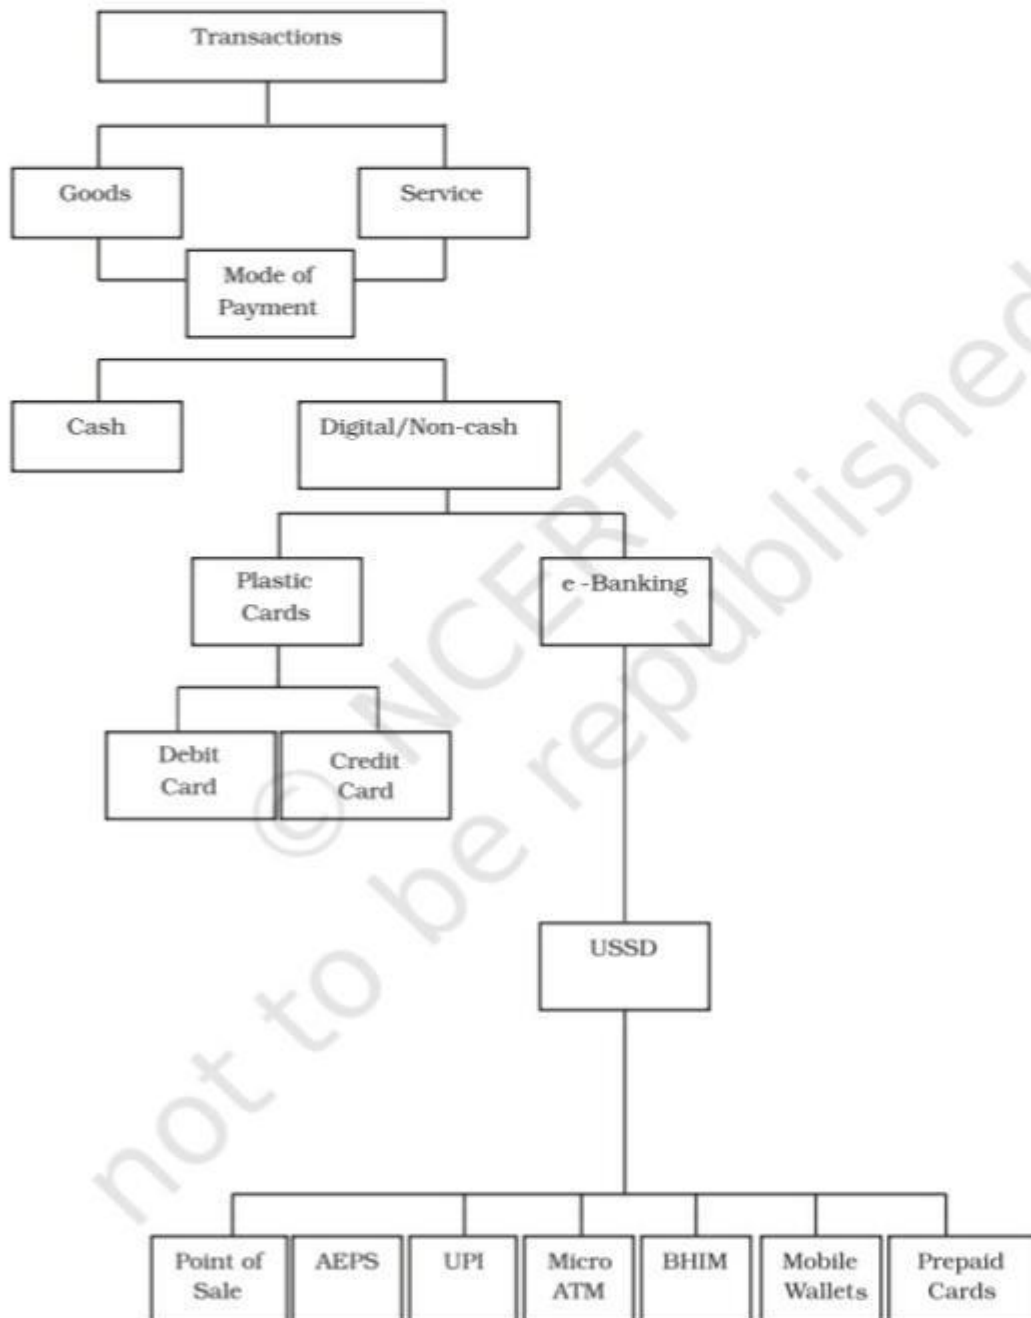 Transactions
Goods
Service
Mode of
Payment
Cash
Digital/Non-cash
Plastic
Cards
e -Banking
Debit
Card
Credit
Card
USSD
Point of
Sale
AEPS
UPI
Micro
ATM
BHIM
Mobile
Wallets
Prepaid
Cards
© NCERT
not to be republished